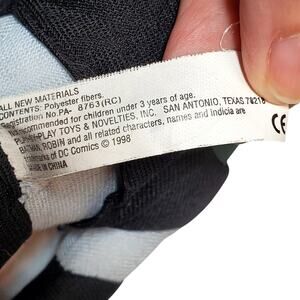 ALL NEW MATERIALS
CONTENTS: Polyester fibers.
Registration No. PA- 8763(RC)
recommended for children under 3 years of age.
PLAY TOYS & NOVELTIES, INC. SAN ANTONIO, TEXAS 78218
BATMAN, ROBIN and all related characters, names and indicia are
trademarks of DC Comics © 1998
MADE IN CHINA
CE